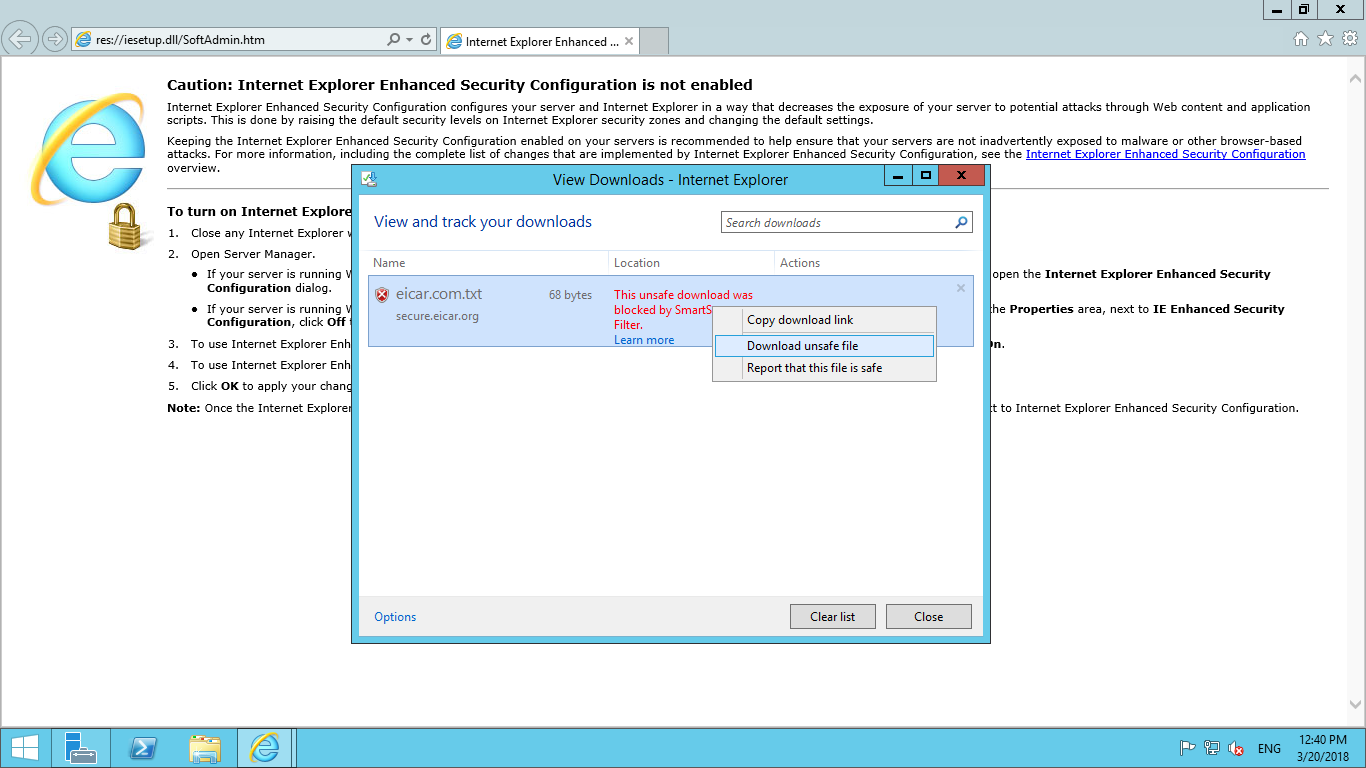 res://iesetup.dll/SoftAdmin.htm
Internet Explorer Enhanced ...
Caution: Internet Explorer Enhanced Security Configuration is not enabled
Internet Explorer Enhanced Security Configuration configures your server and Internet Explorer in a way that decreases the exposure of your server to potential attacks through Web content and application
scripts. This is done by raising the default security levels on Internet Explorer security zones and changing the default settings.
Keeping the Internet Explorer Enhanced Security Configuration enabled on your servers is recommended to help ensure that your servers are not inadvertently exposed to malware or other browser-based
attacks. For more information, including the complete list of changes that are implemented by Internet Explorer Enhanced Security Configuration, see the Internet Explorer Enhanced Security Configuration
overview.
To turn on Internet Explore
1. Close any Internet Explorer
2. Open Server Manager.
• If your server is running open the Internet Explorer Enhanced Security
Configuration dialog.
• If your server is running the Properties area, next to IE Enhanced Security
Configuration, click Off
3. To use Internet Explorer Enh On.
4. To use Internet Explorer Enh
5. Click OK to apply your chang
Note: Once the Internet Explorer ct to Internet Explorer Enhanced Security Configuration.
View Downloads - Internet Explorer
View and track your downloads
Search downloads
Name Location Actions
eicar.com.txt 68 bytes This unsafe download was
blocked by SmartS
secure.eicar.org
Filter.
Learn more
Copy download link
Download unsafe file
Report that this file is safe
Options Clear list Close
ENG
12:40 PM
3/20/2018